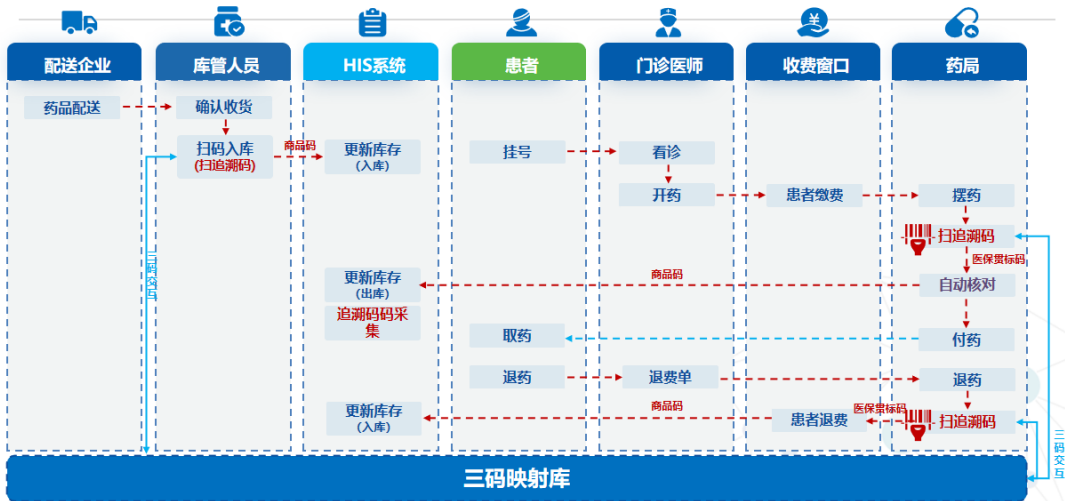 配送企业
库管人员
HIS系统
患者
门诊医师
收费窗口
药局
药品配送
确认收货
扫码入库
(扫追溯码)
商品码
更新库存
(入库)
挂号
看诊
开药
患者缴费
摆药
扫追溯码
医保贯标码
三码交互
更新库存
(出库)
商品码
自动核对
追溯码码采
集
取药
付药
退药
退费单
退药
更新库存
(入库)
商品码
患者退费
医保贯标码
扫追溯码
三码交互
三码映射库